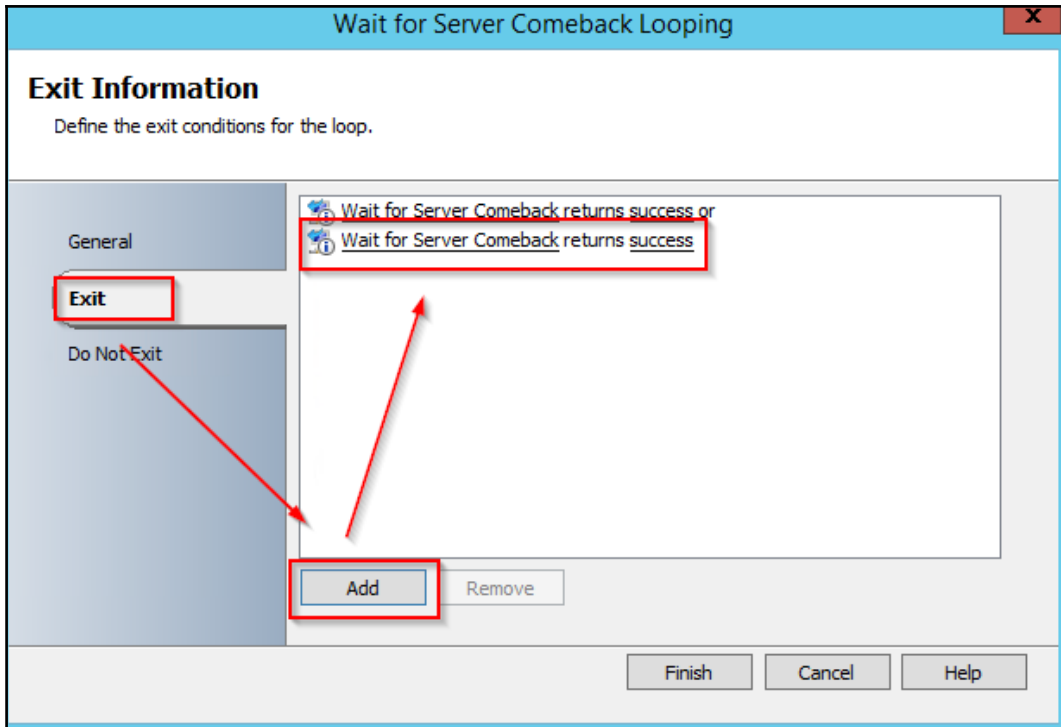 Wait for Server Comeback Looping
x
Exit Information
Define the exit conditions for the loop.
General
Exit
Do Not Exit
Wait for Server Comeback returns success or
Wait for Server Comeback returns success
Add Remove
Finish Cancel Help